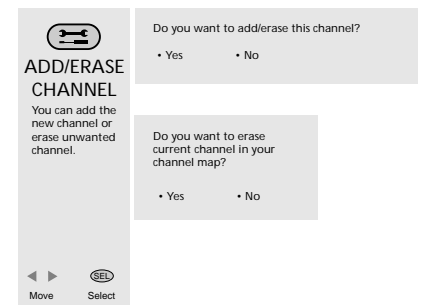 ADD/ERASE
CHANNEL
You can add the
new channel or
erase unwanted
channel.
SEL
Move Select
Do you want to add/erase this channel?
• Yes • No
Do you want to erase
current channel in your
channel map?
• Yes • No